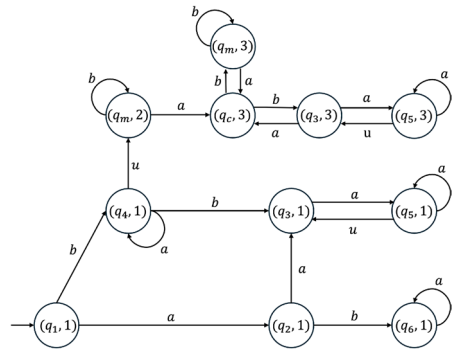 b
(q_m, 3)
b a
b
(q_m, 2) a (q_c, 3) b (q_3, 3) a (q_5, 3) a
a u
u
(q_4, 1) b (q_3, 1) a (q_5, 1) a
a u
b
a
a
(q_1, 1) a (q_2, 1) b (q_6, 1)